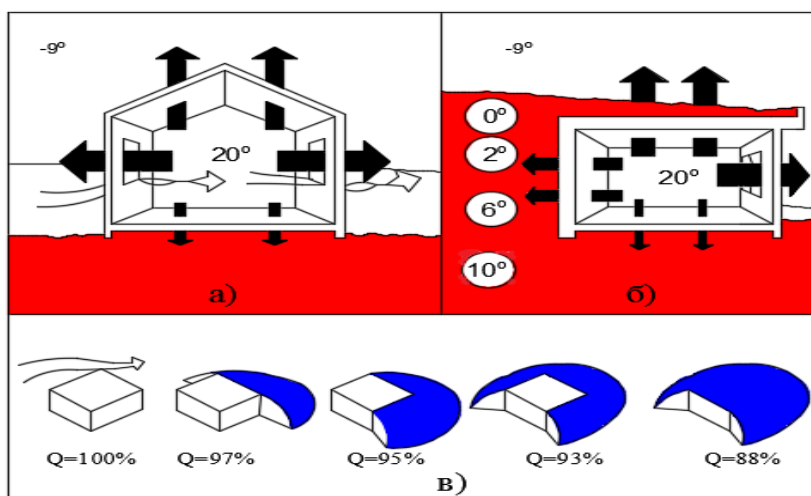 -9º
20º
а)
-9º
0º
2º
6º
10º
20º
б)
Q=100%
Q=97%
Q=95%
Q=93%
Q=88%
в)